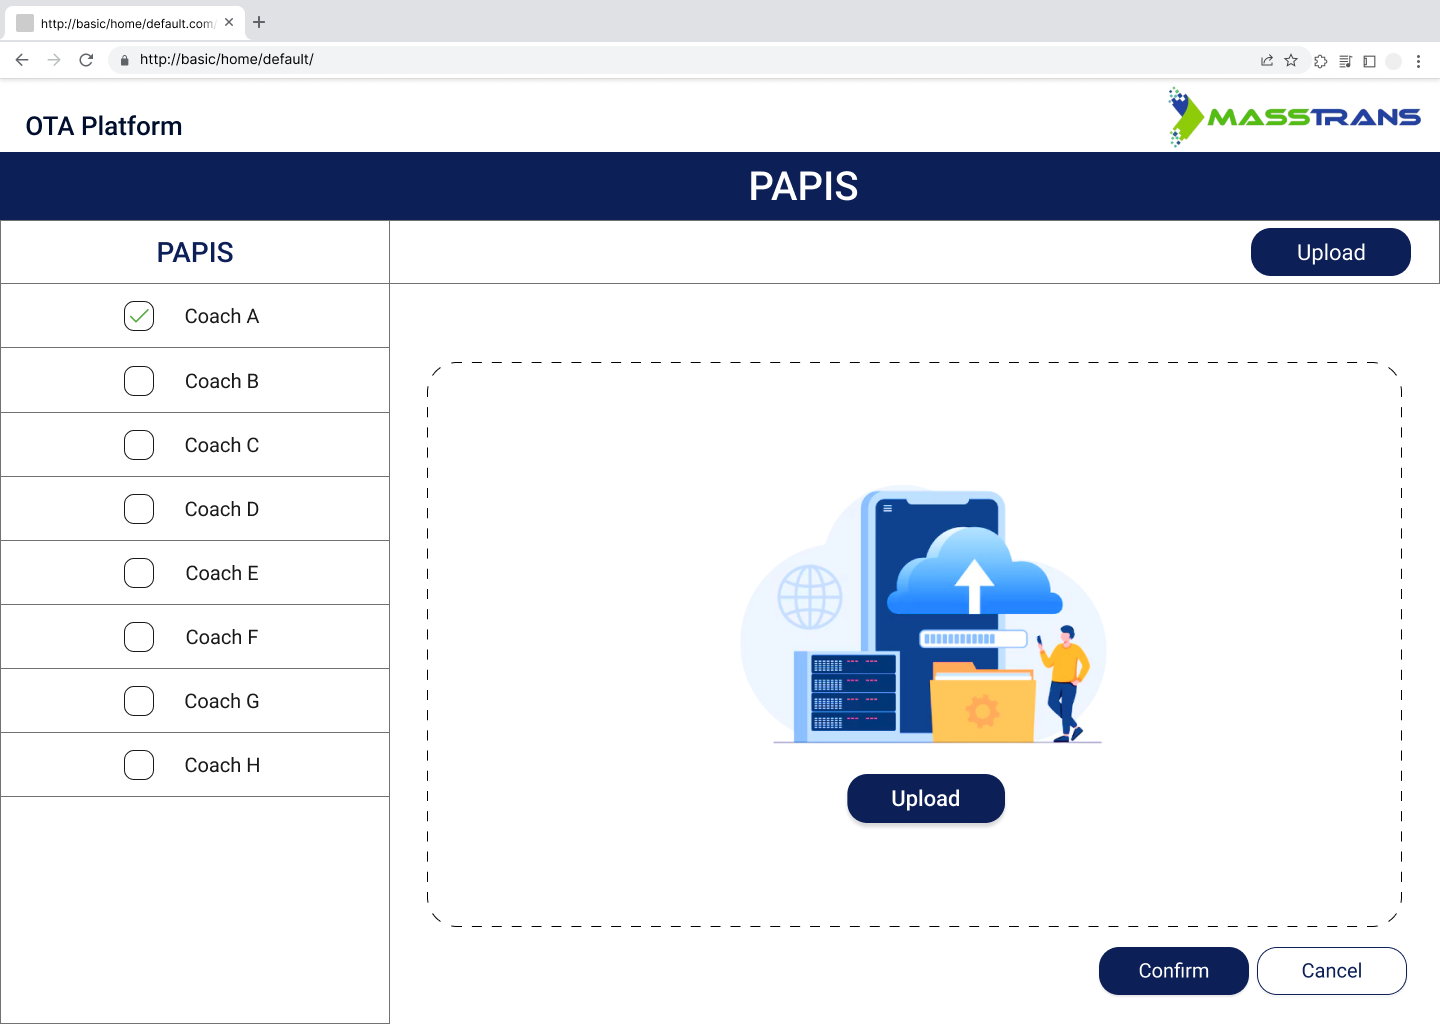 http://basic/home/default.com/
http://basic/home/default/
OTA Platform
MASSTRANS
PAPIS
PAPIS
Upload
Coach A
Coach B
Coach C
Coach D
Coach E
Coach F
Coach G
Coach H
Upload
Confirm
Cancel